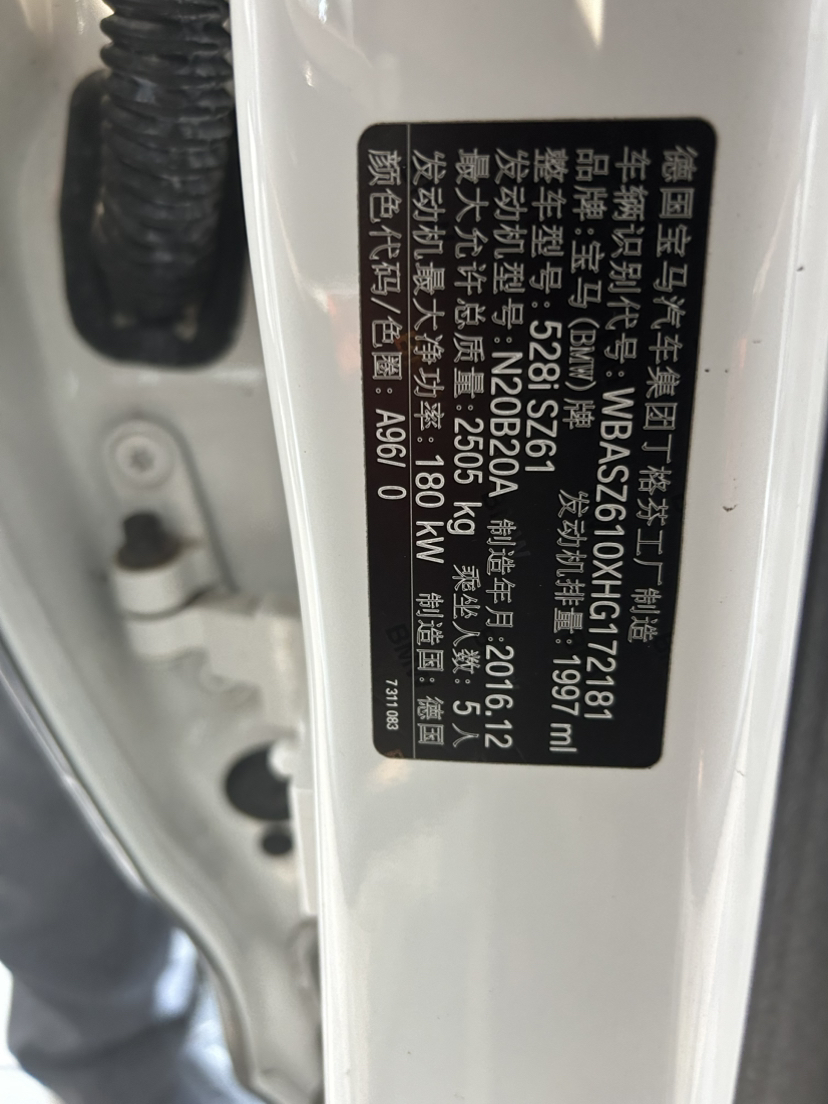 德国宝马汽车集团丁格芬工厂制造
车辆识别代号：WBASZ610XHG172181
品牌：宝马(BMW)牌 发动机排量：1997 ml
整车型号：528i SZ61
发动机型号：N20B20A 制造年月：2016.12
最大允许总质量：2505 kg 乘坐人数：5人
发动机最大净功率：180 kW 制造国：德国
颜色代码/色圈：A96/ 0
7 311 083